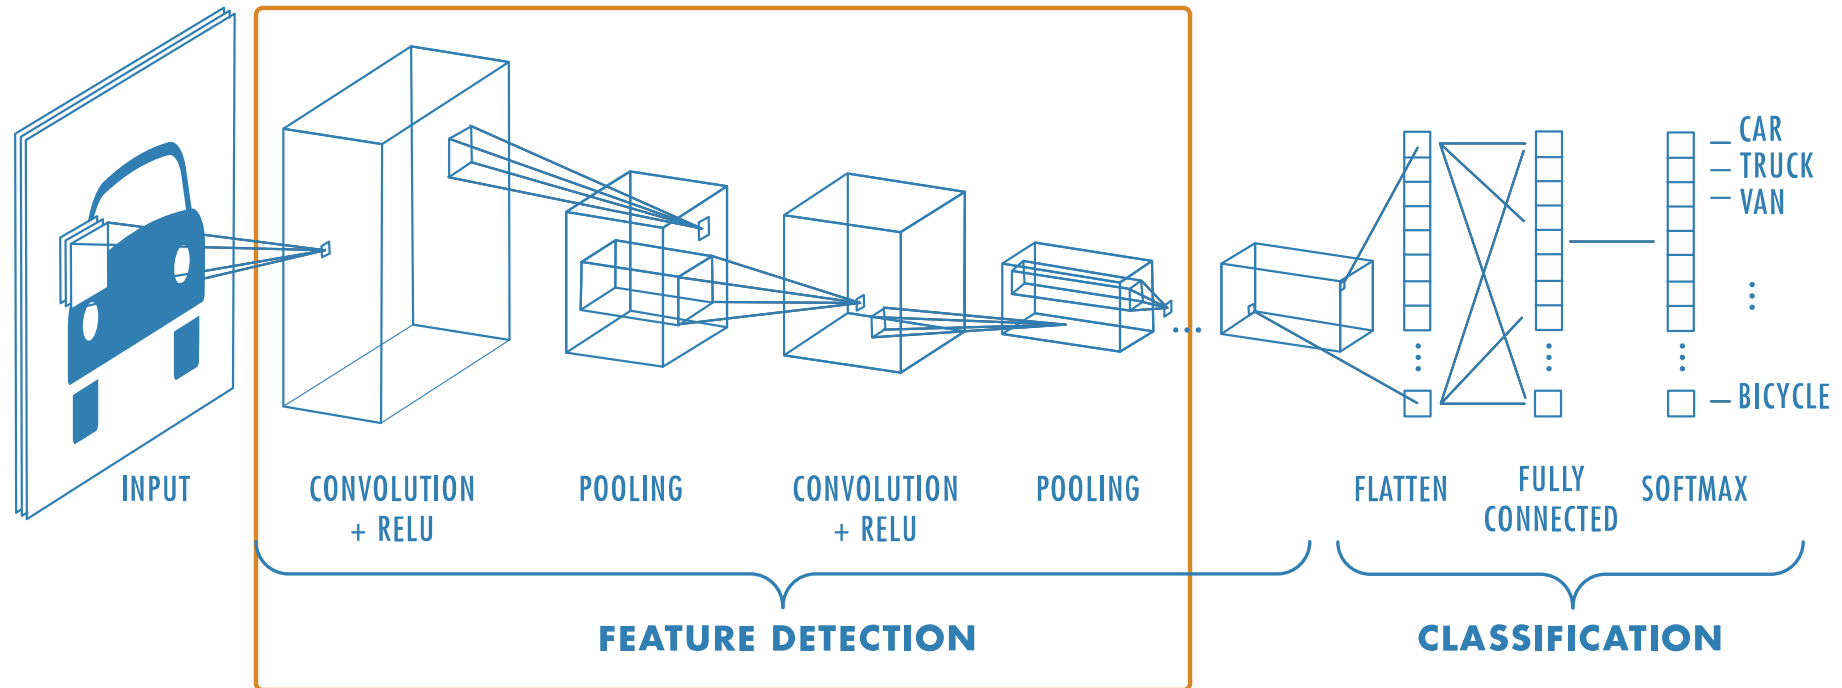 CAR
TRUCK
VAN
BICYCLE
INPUT
CONVOLUTION
+ RELU
POOLING
CONVOLUTION
+ RELU
POOLING
FLATTEN
FULLY
CONNECTED
SOFTMAX
FEATURE DETECTION
CLASSIFICATION